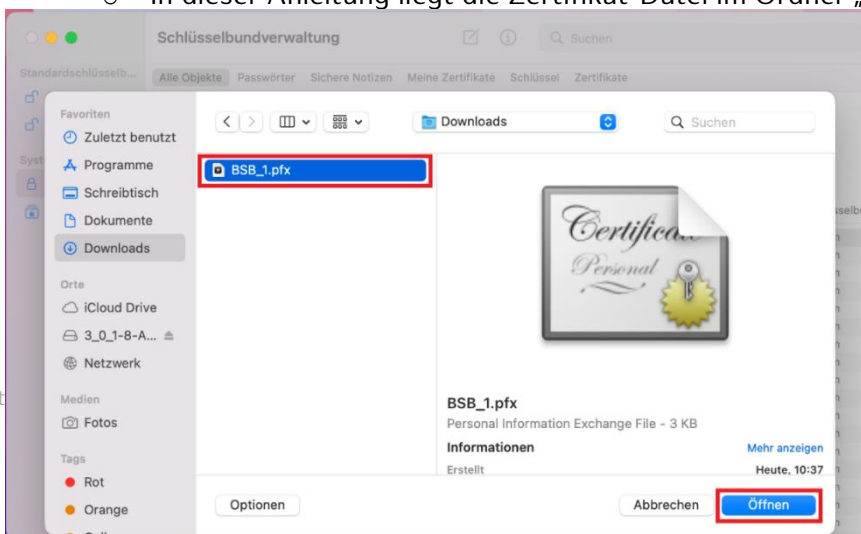 In dieser Anleitung liegt die Zertifikat-Datei im Ordner „
Schlüsselbundverwaltung
Suchen
Standardschlüsselb...
Alle Objekte Passwörter Sichere Notizen Meine Zertifikate Schlüssel Zertifikate
Syst
Favoriten
Zuletzt benutzt
Programme
Schreibtisch
Dokumente
Downloads
Orte
iCloud Drive
3_0_1-8-A...
Netzwerk
Medien
Fotos
Tags
Rot
Orange
Downloads
Suchen
BSB_1.pfx
Certificate
Personal
BSB_1.pfx
Personal Information Exchange File - 3 KB
Informationen Mehr anzeigen
Erstellt Heute, 10:37
Optionen Abbrechen Öffnen